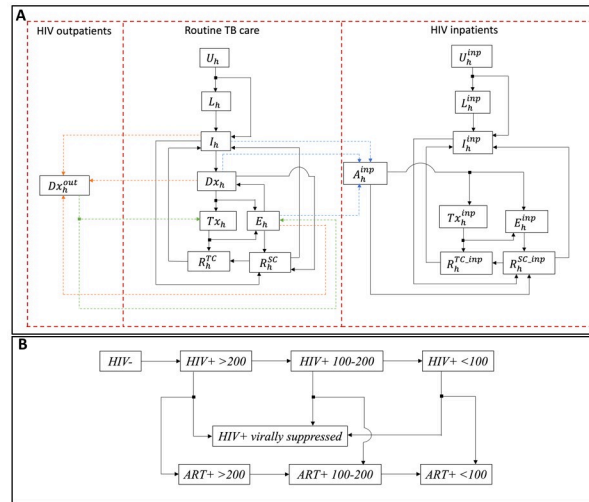 A
HIV outpatients
Routine TB care
HIV inpatients
U_h
U_h^{inp}
L_h
L_h^{inp}
I_h
I_h^{inp}
Dx_h^{out}
Dx_h
A_h^{inp}
Tx_h
E_h
Tx_h^{inp}
E_h^{inp}
R_h^{TC}
R_h^{SC}
R_h^{TC_inp}
R_h^{SC_inp}
B
HIV-
HIV+ >200
HIV+ 100-200
HIV+ <100
HIV+ virally suppressed
ART+ >200
ART+ 100-200
ART+ <100